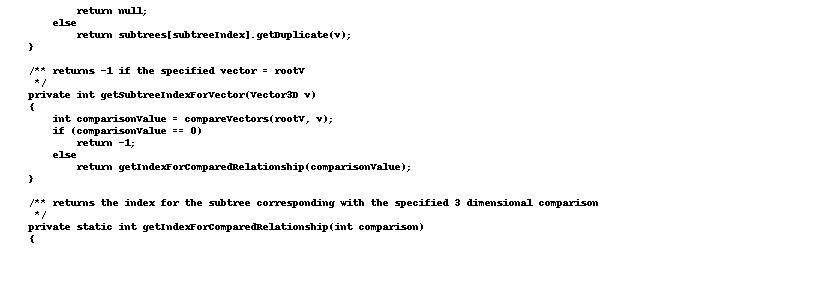 return null;
else
return subtrees[subtreeIndex].getDuplicate(v);
}
/** returns -1 if the specified vector = rootV
*/
private int getSubtreeIndexForVector(Vector3D v)
{
int comparisonValue = compareVectors(rootV, v);
if (comparisonValue == 0)
return -1;
else
return getIndexForComparedRelationship(comparisonValue);
}
/** returns the index for the subtree corresponding with the specified 3 dimensional comparison
*/
private static int getIndexForComparedRelationship(int comparison)
{